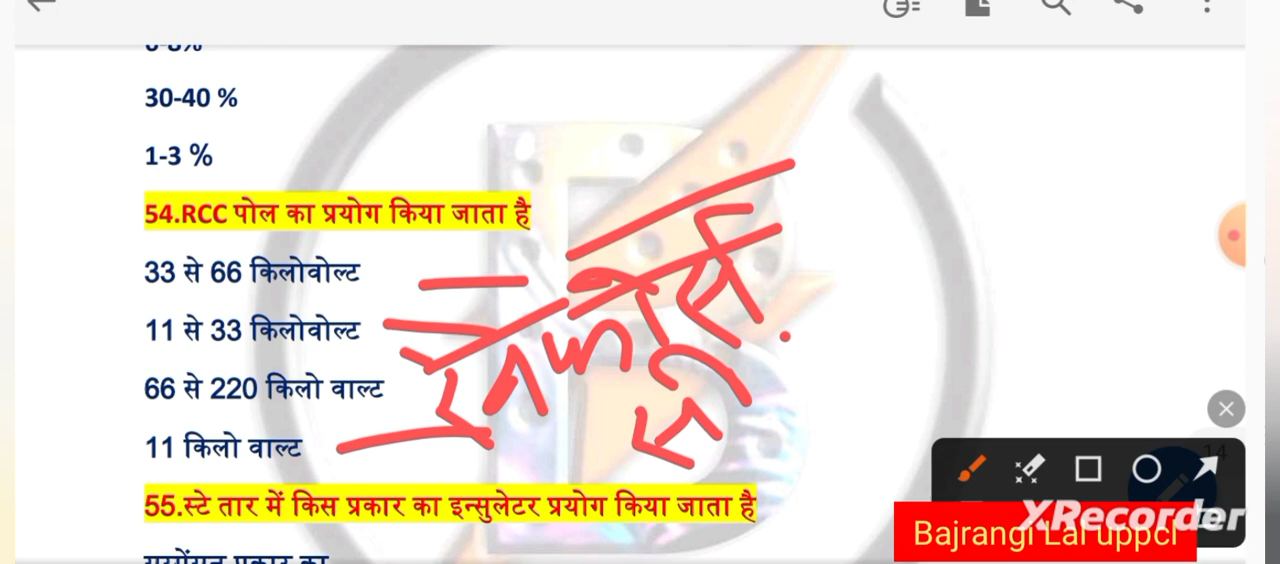 30-40 %
1-3 %
54.RCC पोल का प्रयोग किया जाता है
33 से 66 किलोवोल्ट
11 से 33 किलोवोल्ट
66 से 220 किलो वाल्ट
11 किलो वाल्ट
14
55.स्टे तार में किस प्रकार का इन्सुलेटर प्रयोग किया जाता है
XRecorder
Bajrangi Lal uppcl